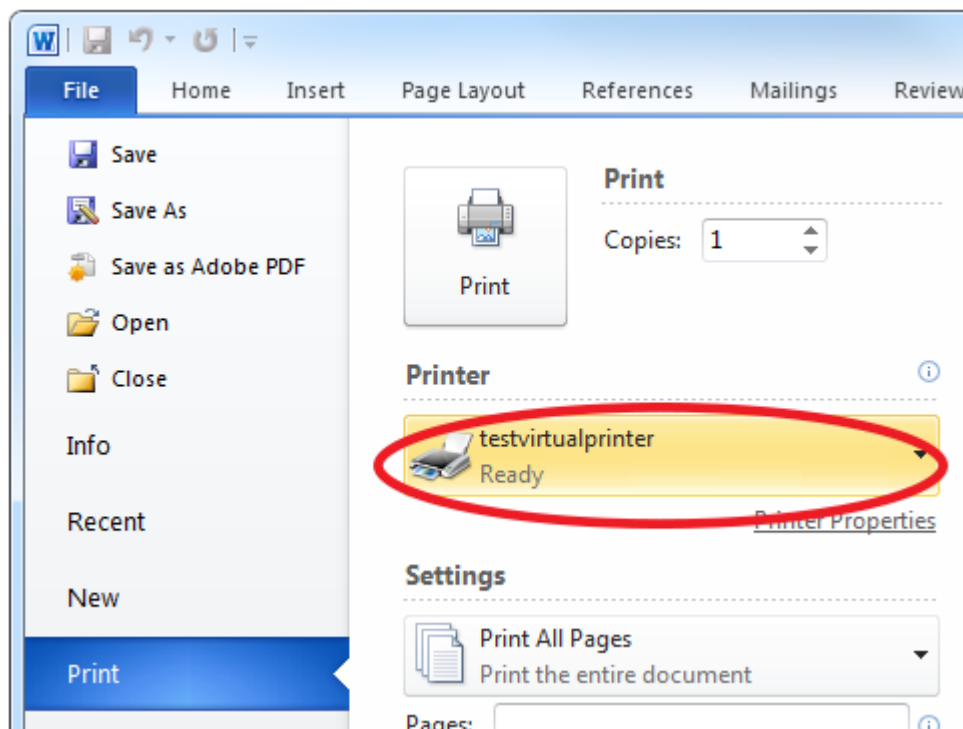 W
File Home Insert Page Layout References Mailings Review
Save
Save As
Save as Adobe PDF
Open
Close
Info
Recent
New
Print
Print
Print
Copies: 1
Printer
testvirtualprinter
Ready
Printer Properties
Settings
Print All Pages
Print the entire document
Pages: